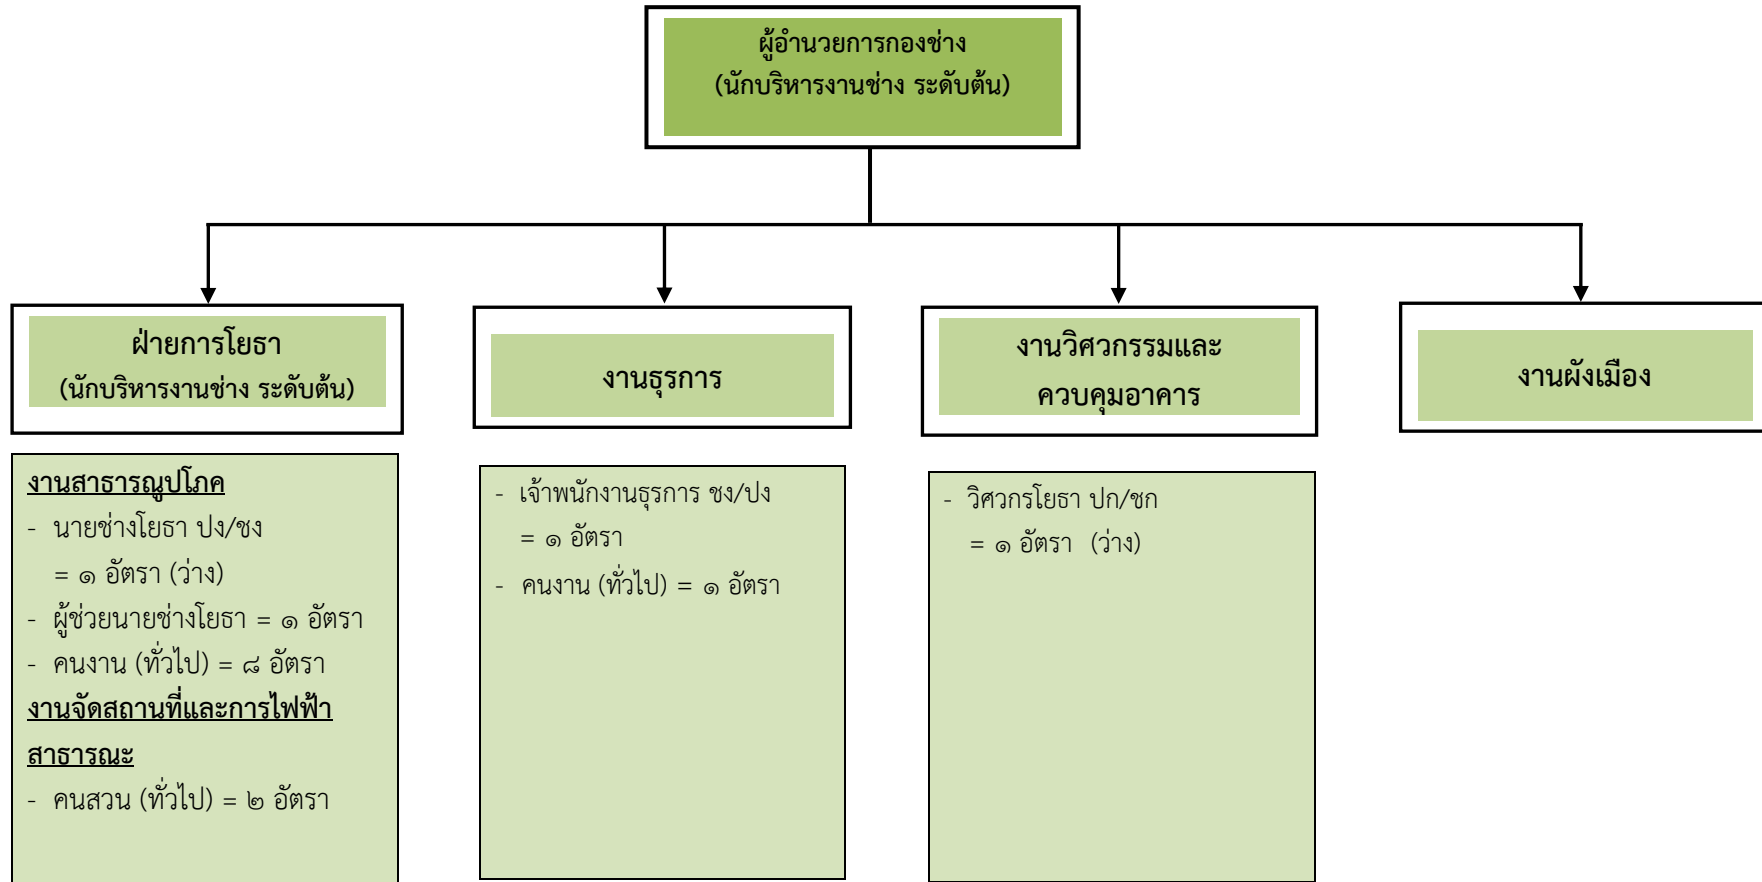 ผู้อำนวยการกองช่าง
(นักบริหารงานช่าง ระดับต้น)
ฝ่ายการโยธา
(นักบริหารงานช่าง ระดับต้น)
งานธุรการ
งานวิศวกรรมและ
ควบคุมอาคาร
งานผังเมือง
งานสาธารณูปโภค
- นายช่างโยธา ปง/ชง
= ๑ อัตรา (ว่าง)
- ผู้ช่วยนายช่างโยธา = ๑ อัตรา
- คนงาน (ทั่วไป) = ๘ อัตรา
งานจัดสถานที่และการไฟฟ้า
สาธารณะ
- คนสวน (ทั่วไป) = ๒ อัตรา
- เจ้าพนักงานธุรการ ชง/ปง
= ๑ อัตรา
- คนงาน (ทั่วไป) = ๑ อัตรา
- วิศวกรโยธา ปก/ชก
= ๑ อัตรา (ว่าง)